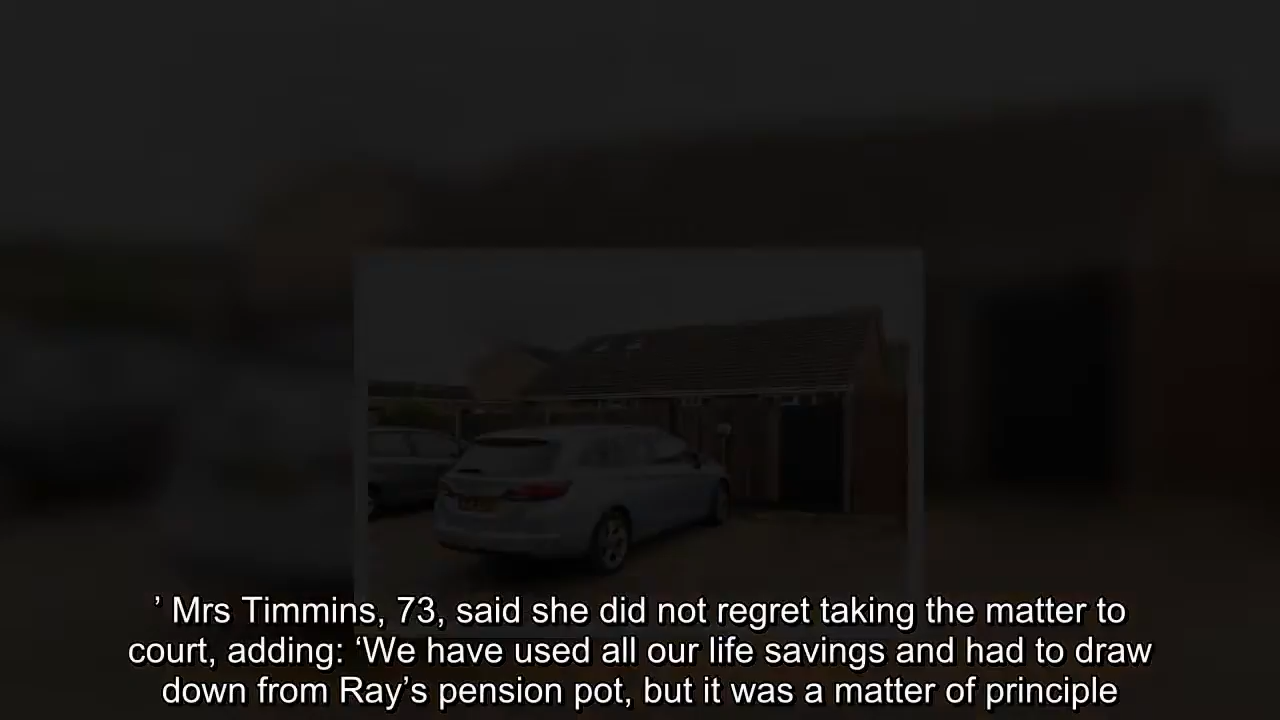 ’ Mrs Timmins, 73, said she did not regret taking the matter to
court, adding: ‘We have used all our life savings and had to draw
down from Ray’s pension pot, but it was a matter of principle